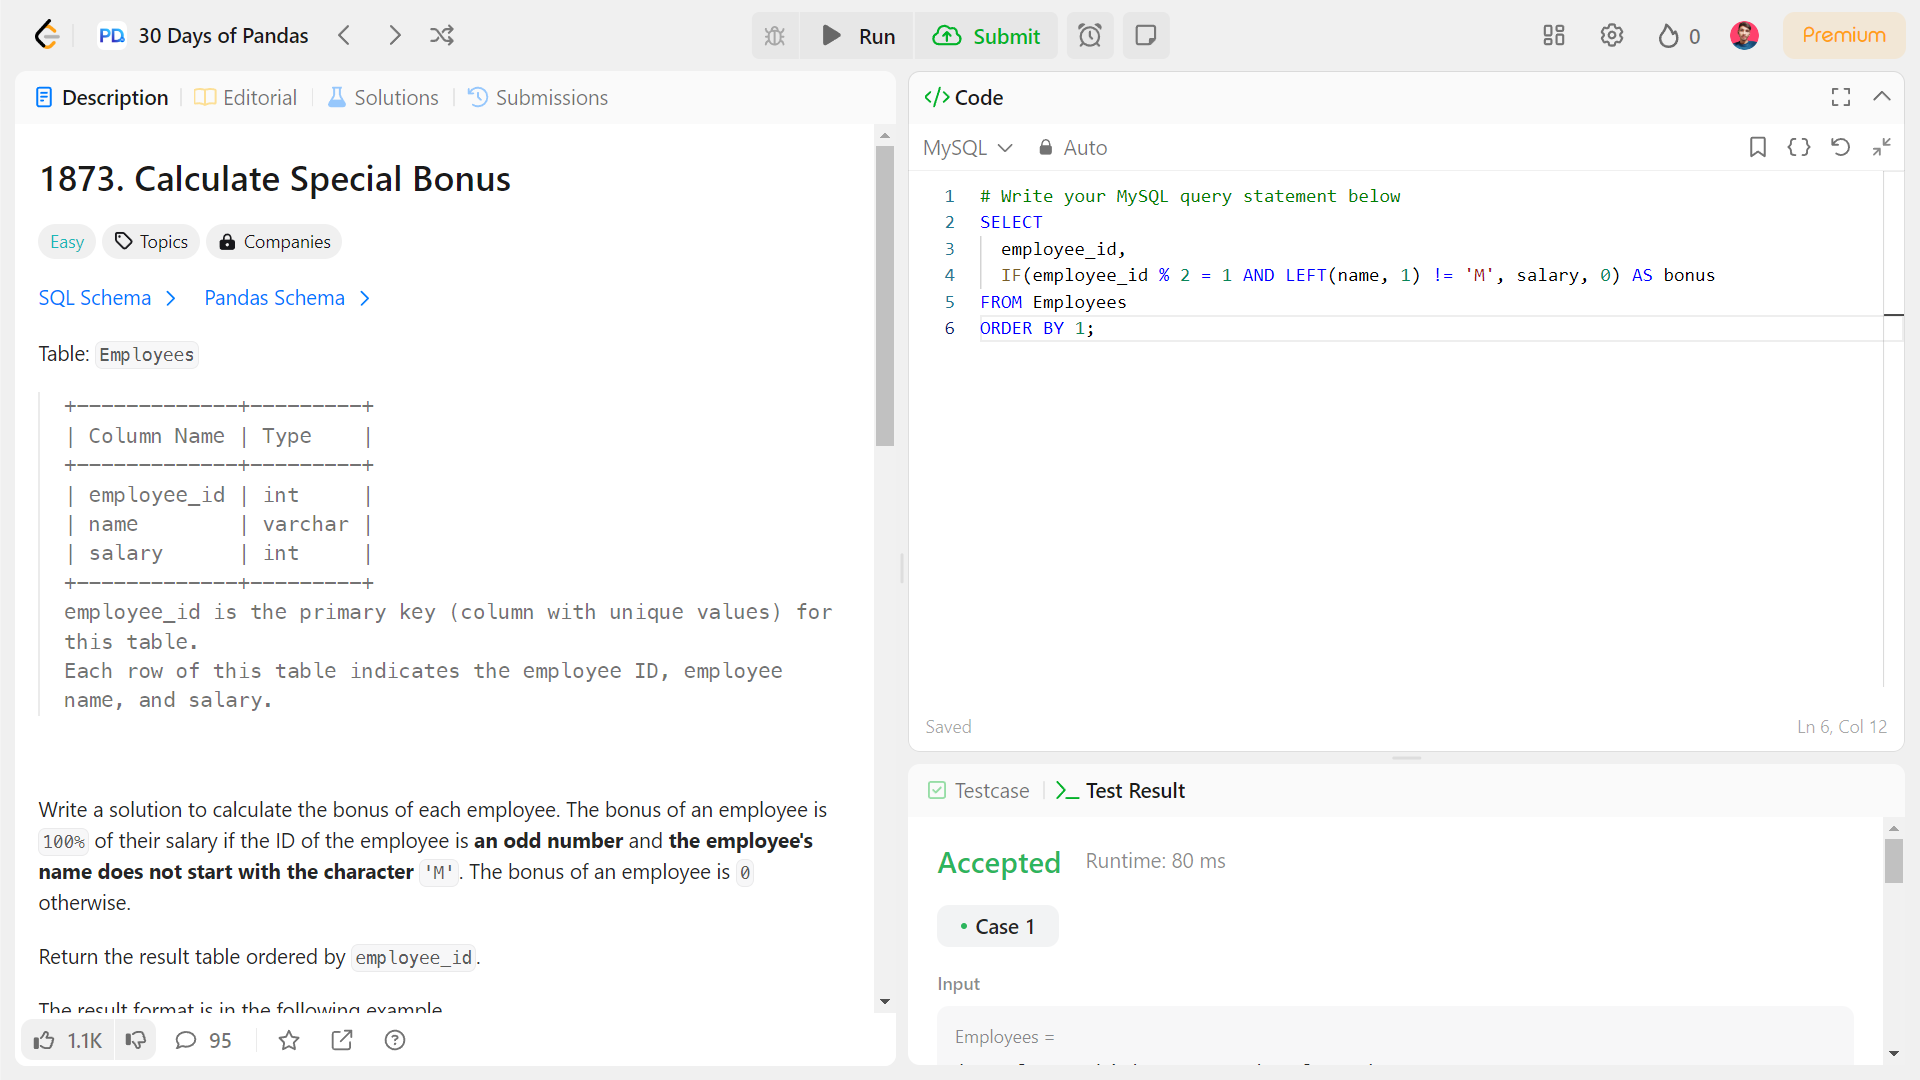 PD 30 Days of Pandas
Run
Submit
0
Premium
Description
Editorial
Solutions
Submissions
1873. Calculate Special Bonus
Easy
Topics
Companies
SQL Schema
Pandas Schema
Table: Employees
+-------------+---------+
| Column Name | Type    |
+-------------+---------+
| employee_id | int     |
| name        | varchar |
| salary      | int     |
+-------------+---------+
employee_id is the primary key (column with unique values) for
this table.
Each row of this table indicates the employee ID, employee
name, and salary.
Write a solution to calculate the bonus of each employee. The bonus of an employee is
100% of their salary if the ID of the employee is an odd number and the employee's
name does not start with the character 'M'. The bonus of an employee is 0
otherwise.
Return the result table ordered by employee_id.
The result format is in the following example.
1.1K
95
</> Code
MySQL
Auto
1 # Write your MySQL query statement below
2 SELECT
3   employee_id,
4   IF(employee_id % 2 = 1 AND LEFT(name, 1) != 'M', salary, 0) AS bonus
5 FROM Employees
6 ORDER BY 1;
Saved
Ln 6, Col 12
Testcase
>_ Test Result
Accepted
Runtime: 80 ms
• Case 1
Input
Employees =